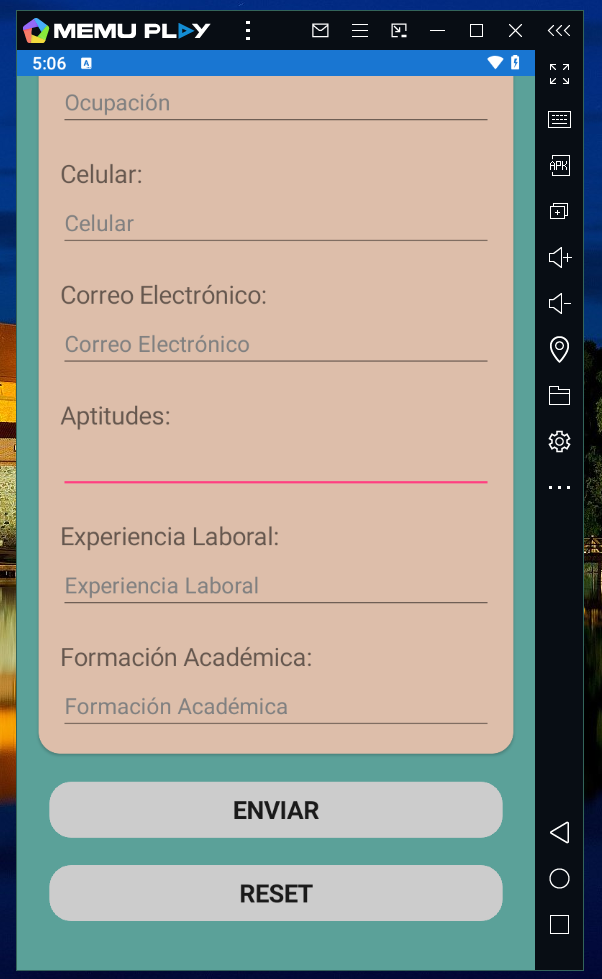 MEMU PLAY
5:06
Ocupación
Celular:
Celular
Correo Electrónico:
Correo Electrónico
Aptitudes:
Experiencia Laboral:
Experiencia Laboral
Formación Académica:
Formación Académica
ENVIAR
RESET
APK
A